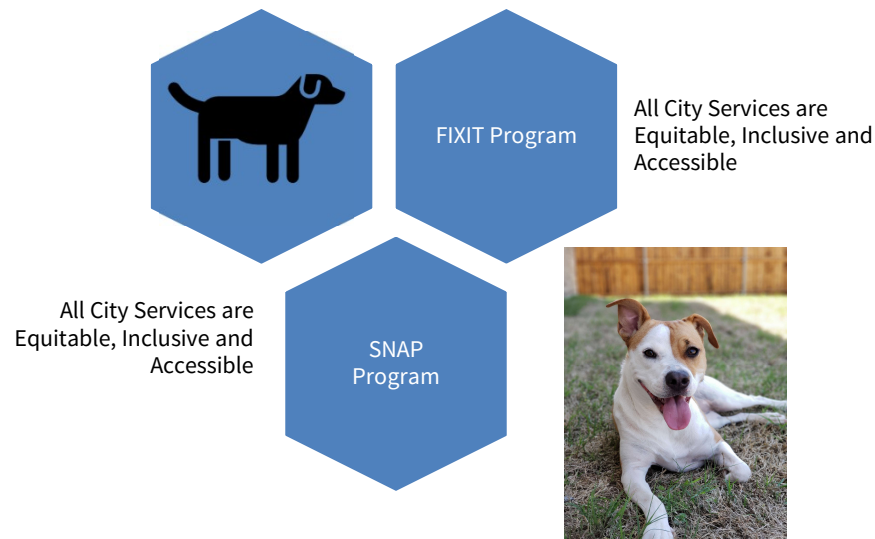 FIXIT Program
All City Services are
Equitable, Inclusive and
Accessible
All City Services are
Equitable, Inclusive and
Accessible
SNAP
Program